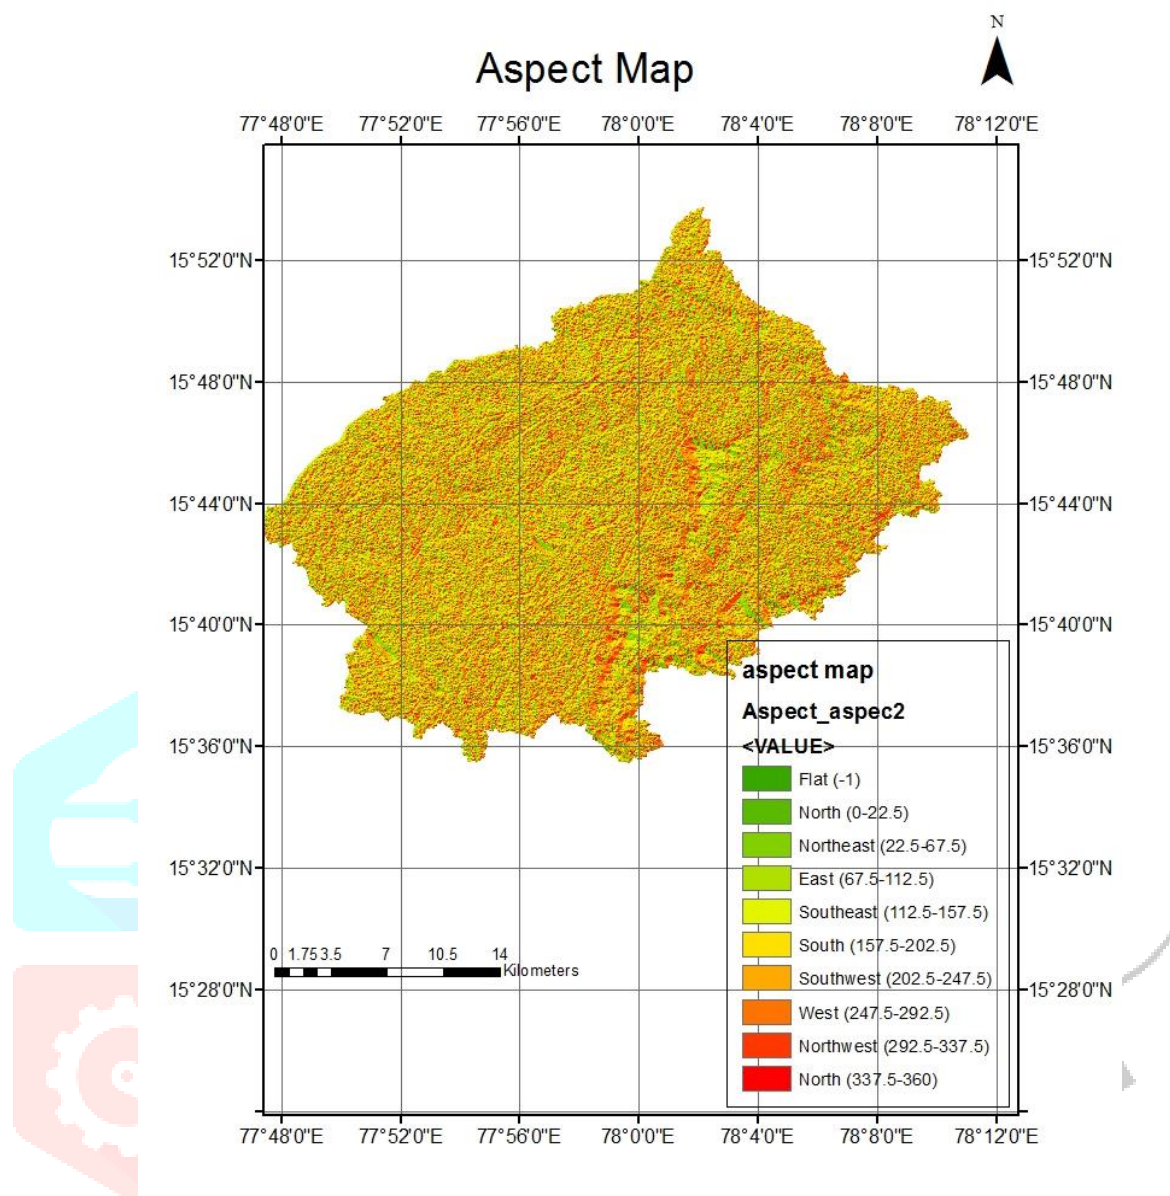 N
Aspect Map
77°48'0"E 77°52'0"E 77°56'0"E 78°0'0"E 78°4'0"E 78°8'0"E 78°12'0"E
15°52'0"N 15°52'0"N
15°48'0"N 15°48'0"N
15°44'0"N 15°44'0"N
15°40'0"N 15°40'0"N
aspect map
Aspect_aspec2
15°36'0"N <VALUE> 15°36'0"N
Flat (-1)
North (0-22.5)
Northeast (22.5-67.5)
15°32'0"N East (67.5-112.5) 15°32'0"N
Southeast (112.5-157.5)
South (157.5-202.5)
0 1.75 3.5 7 10.5 14
Kilometers
Southwest (202.5-247.5)
15°28'0"N 15°28'0"N
West (247.5-292.5)
Northwest (292.5-337.5)
North (337.5-360)
77°48'0"E 77°52'0"E 77°56'0"E 78°0'0"E 78°4'0"E 78°8'0"E 78°12'0"E